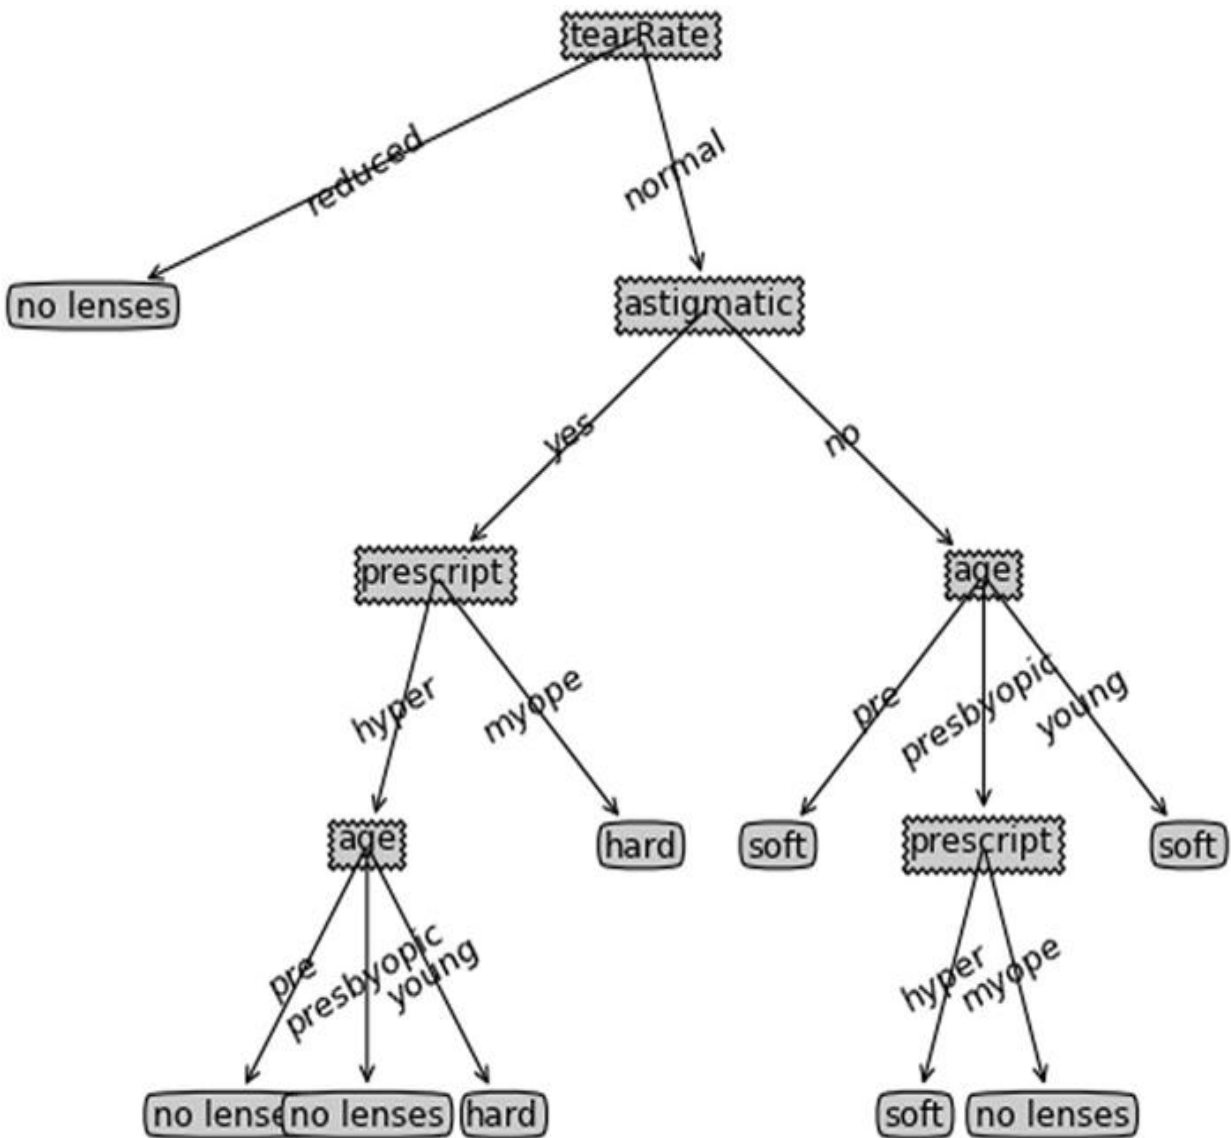 tearRate
reduced
normal
no lenses
astigmatic
yes
no
prescript
age
hyper
myope
pre
presbyopic
young
age
hard
soft
prescript
soft
pre
presbyopic
young
hyper
myope
no lense
no lenses
hard
soft
no lenses